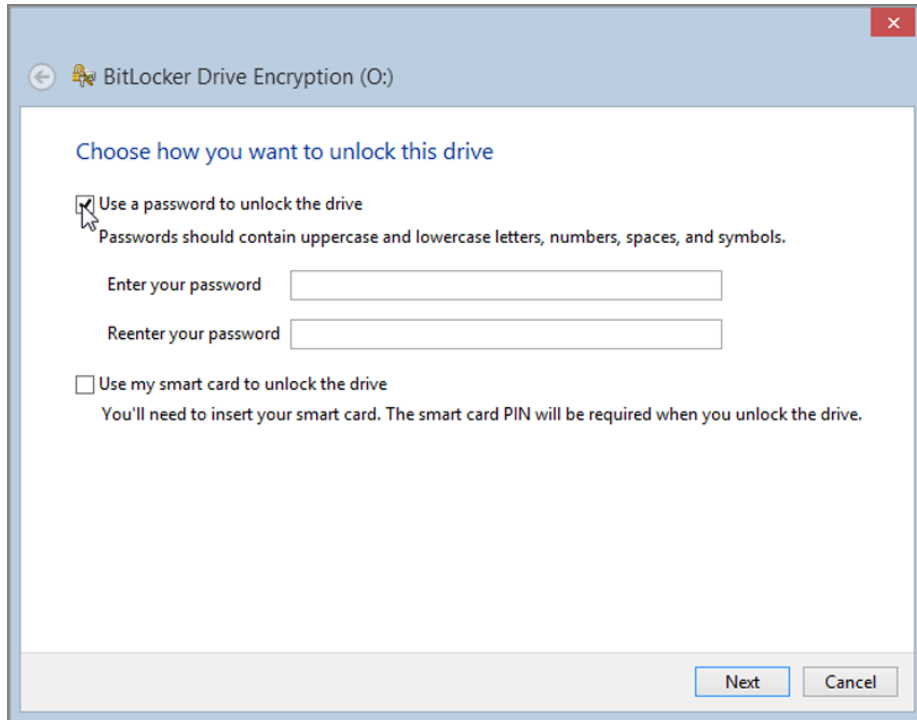 BitLocker Drive Encryption (O:)
Choose how you want to unlock this drive
Use a password to unlock the drive
Passwords should contain uppercase and lowercase letters, numbers, spaces, and symbols.
Enter your password
Reenter your password
Use my smart card to unlock the drive
You'll need to insert your smart card. The smart card PIN will be required when you unlock the drive.
Next Cancel